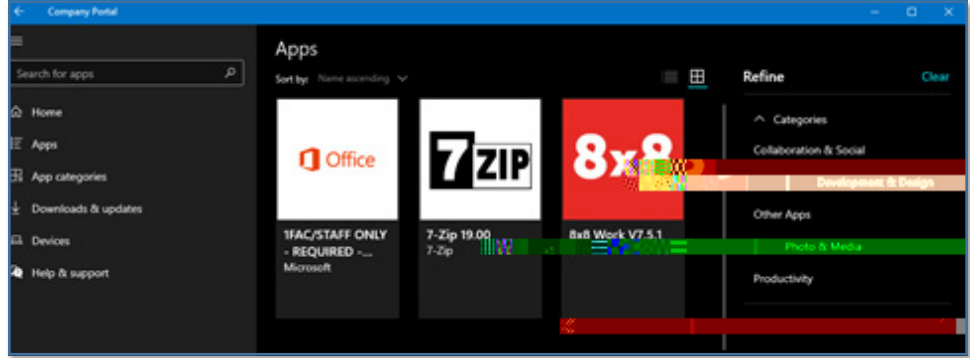 Company Portal
Search for apps
Home
Apps
App categories
Downloads & updates
Devices
Help & support
Apps
Sort by: Name ascending
Office
1FAC/STAFF ONLY
- REQUIRED -...
Microsoft
7 ZIP
7-Zip 19.00
7-Zip
8x8
8x8 Work V7.5.1
Refine
Clear
Categories
Collaboration & Social
Development & Design
Other Apps
Photo & Media
Productivity